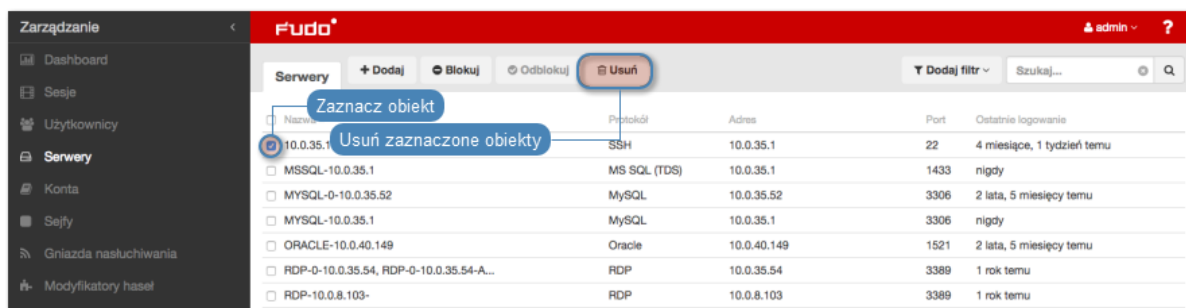 Zarządzanie
Fudo
admin
?
Dashboard
Sesje
Użytkownicy
Serwery
Konta
Sejfy
Gniazda nasłuchiwania
Modyfikatory haseł
Serwery
+ Dodaj
Blokuj
Odblokuj
Usuń
Dodaj filtr
Szukaj...
Zaznacz obiekt
Usuń zaznaczone obiekty
Nazwa Protokół Adres Port Ostatnie logowanie
10.0.35.1 SSH 10.0.35.1 22 4 miesiące, 1 tydzień temu
MSSQL-10.0.35.1 MS SQL (TDS) 10.0.35.1 1433 nigdy
MYSQL-0-10.0.35.52 MySQL 10.0.35.52 3306 2 lata, 5 miesięcy temu
MYSQL-10.0.35.1 MySQL 10.0.35.1 3306 nigdy
ORACLE-10.0.40.149 Oracle 10.0.40.149 1521 2 lata, 5 miesięcy temu
RDP-0-10.0.35.54, RDP-0-10.0.35.54-A... RDP 10.0.35.54 3389 1 rok temu
RDP-10.0.8.103- RDP 10.0.8.103 3389 1 rok temu